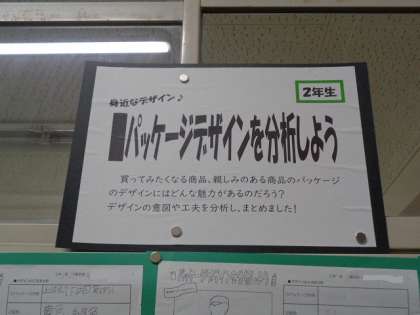 身近なデザイン♪
2年生
パッケージデザインを分析しよう
買ってみたくなる商品、親しみのある商品のパッケージ
のデザインにはどんな魅力があるのだろう?
デザインの意図や工夫を分析し、まとめました!